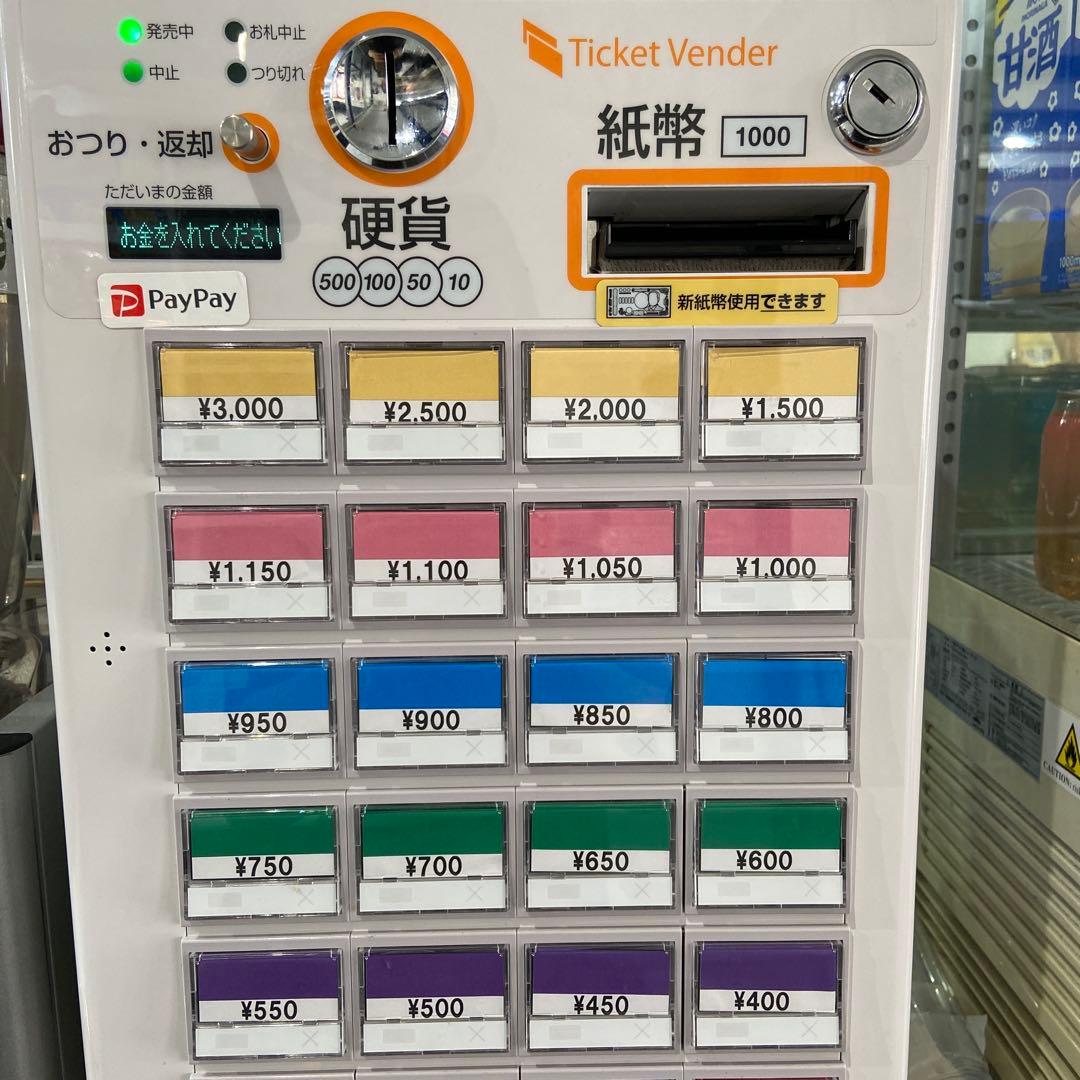 発売中
お札中止
中止
つり切れ
おつり・返却
ただいまの金額
お金を入れてください
PayPay
硬貨
500 100 50 10
Ticket Vender
紙幣 1000
新紙幣使用できます
¥3,000 ¥2,500 ¥2,000 ¥1,500
¥1,150 ¥1,100 ¥1,050 ¥1,000
¥950 ¥900 ¥850 ¥800
¥750 ¥700 ¥650 ¥600
¥550 ¥500 ¥450 ¥400
甘酒
1000m
CAUTION: